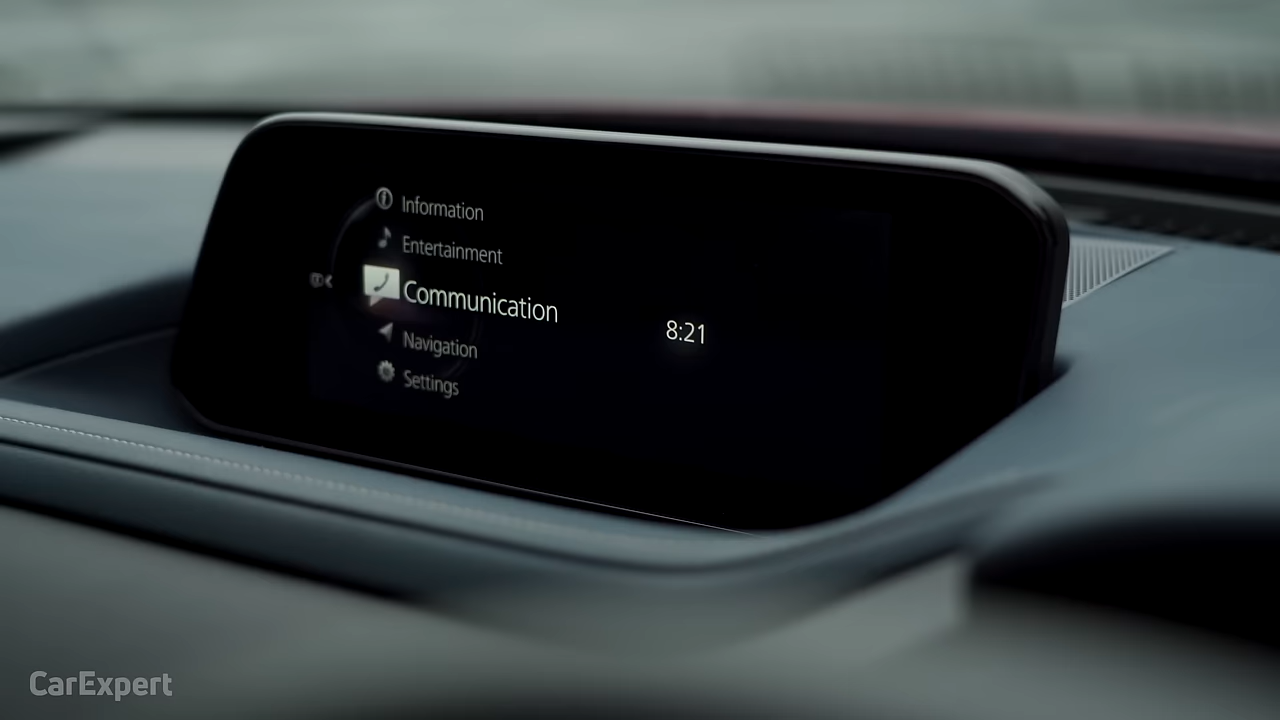 Information
Entertainment
Communication
8:21
Navigation
Settings
CarExpert